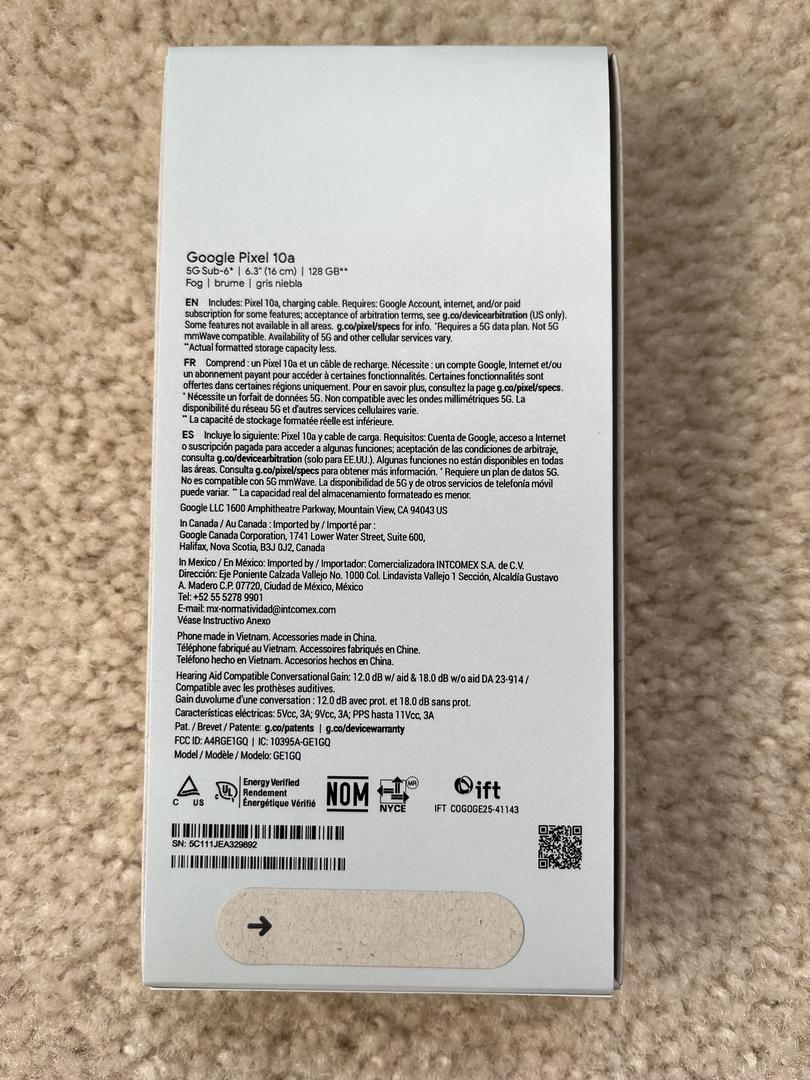 Google Pixel 10a
5G Sub-6* | 6.3" (16 cm) | 128 GB**
Fog | brume | gris niebla
EN Includes: Pixel 10a, charging cable. Requires: Google Account, internet, and/or paid
subscription for some features; acceptance of arbitration terms, see g.co/devicearbitration (US only).
Some features not available in all areas. g.co/pixel/specs for info. *Requires a 5G data plan. Not 5G
mmWave compatible. Availability of 5G and other cellular services vary.
**Actual formatted storage capacity less.
FR Comprend : un Pixel 10a et un câble de recharge. Nécessite : un compte Google, Internet et/ou
un abonnement payant pour accéder à certaines fonctionnalités. Certaines fonctionnalités sont
offertes dans certaines régions uniquement. Pour en savoir plus, consultez la page g.co/pixel/specs.
* Nécessite un forfait de données 5G. Non compatible avec les ondes millimétriques 5G. La
disponibilité du réseau 5G et d'autres services cellulaires varie.
** La capacité de stockage formatée réelle est inférieure.
ES Incluye lo siguiente: Pixel 10a y cable de carga. Requisitos: Cuenta de Google, acceso a Internet
o suscripción pagada para acceder a algunas funciones; aceptación de las condiciones de arbitraje,
consulta g.co/devicearbitration (solo para EE.UU.). Algunas funciones no están disponibles en todas
las áreas. Consulta g.co/pixel/specs para obtener más información. * Requiere un plan de datos 5G.
No es compatible con 5G mmWave. La disponibilidad de 5G y de otros servicios de telefonía móvil
puede variar. ** La capacidad real del almacenamiento formateado es menor.
Google LLC 1600 Amphitheatre Parkway, Mountain View, CA 94043 US
In Canada / Au Canada : Imported by / Importé par :
Google Canada Corporation, 1741 Lower Water Street, Suite 600,
Halifax, Nova Scotia, B3J 0J2, Canada
In Mexico / En México: Imported by / Importador: Comercializadora INTCOMEX S.A. de C.V.
Dirección: Eje Poniente Calzada Vallejo No. 1000 Col. Lindavista Vallejo 1 Sección, Alcaldía Gustavo
A. Madero C.P. 07720, Ciudad de México, México
Tel: +52 55 5278 9901
E-mail: mx-normatividad@intcomex.com
Véase Instructivo Anexo
Phone made in Vietnam. Accessories made in China.
Téléphone fabriqué au Vietnam. Accessoires fabriqués en Chine.
Teléfono hecho en Vietnam. Accesorios hechos en China.
Hearing Aid Compatible Conversational Gain: 12.0 dB w/ aid & 18.0 dB w/o aid DA 23-914 /
Compatible avec les prothèses auditives.
Gain duvolume d'une conversation : 12.0 dB avec prot. et 18.0 dB sans prot.
Características eléctricas: 5Vcc, 3A; 9Vcc, 3A; PPS hasta 11Vcc, 3A
Pat. / Brevet / Patente: g.co/patents | g.co/devicewarranty
FCC ID: A4RGE1GQ | IC: 10395A-GE1GQ
Model / Modèle / Modelo: GE1GQ
C US
UL Energy Verified
Rendement
Énergétique Vérifié
NOM
MR
NYCE
ift
IFT COGOGE25-41143
SN: 5C111JEA329892